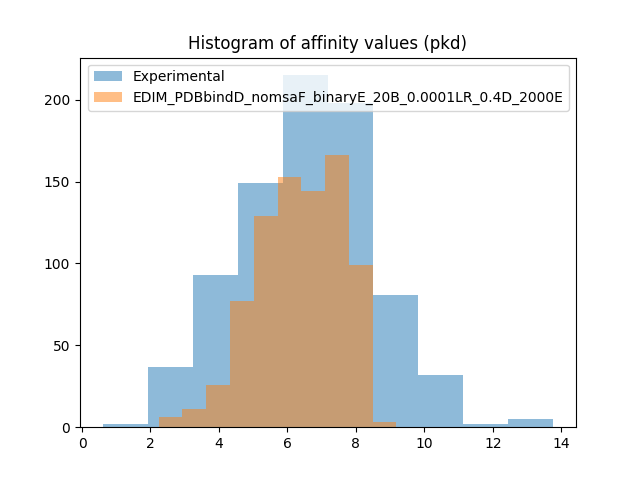 Histogram of affinity values (pkd)
Experimental
EDIM_PDBbindD_nomsaF_binaryE_20B_0.0001LR_0.4D_2000E
200
150
100
50
0
0 2 4 6 8 10 12 14